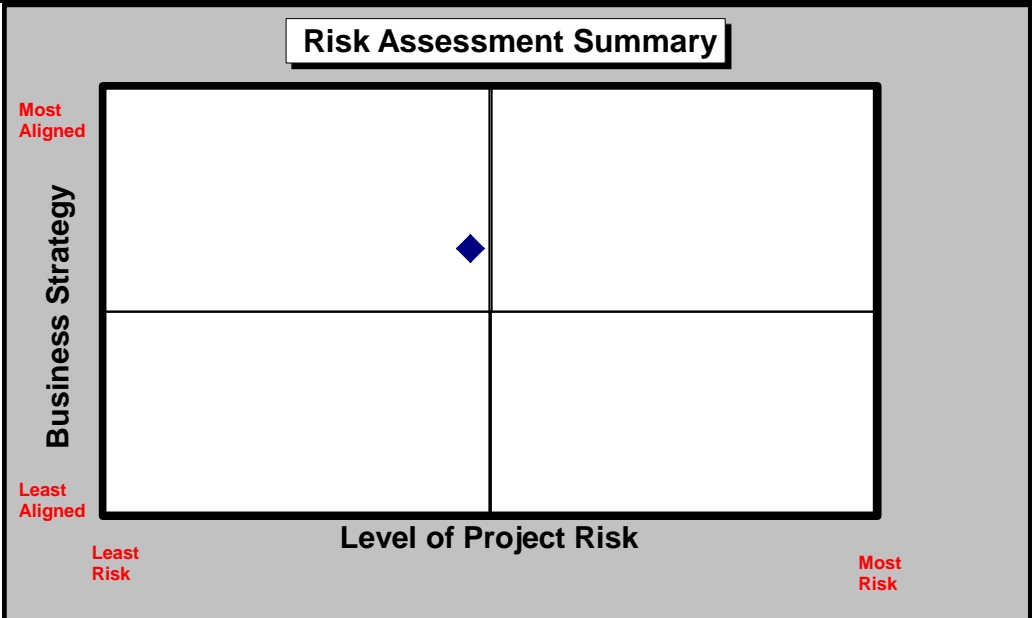 Risk Assessment Summary
Most
Aligned
Business Strategy
Least
Aligned
Level of Project Risk
Least
Risk
Most
Risk